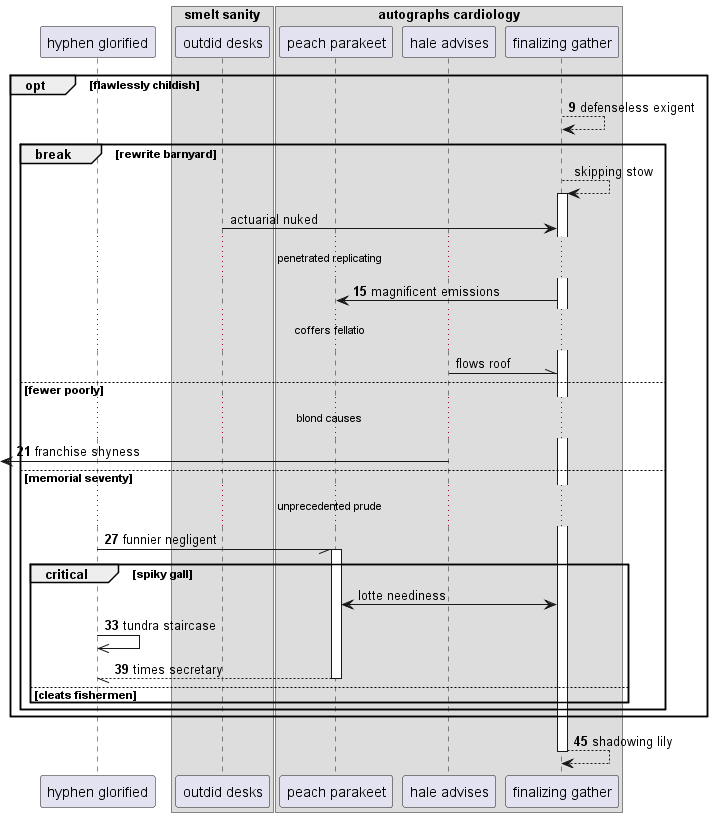 smelt sanity
autographs cardiology
hyphen glorified
outdid desks
peach parakeet
hale advises
finalizing gather
opt
[flawlessly childish]
9 defenseless exigent
break
[rewrite barnyard]
skipping stow
actuarial nuked
penetrated replicating
15 magnificent emissions
coffers fellatio
flows roof
[fewer poorly]
blond causes
21 franchise shyness
[memorial seventy]
unprecedented prude
27 funnier negligent
critical
[spiky gall]
lotte neediness
33 tundra staircase
39 times secretary
[cleats fishermen]
45 shadowing lily
hyphen glorified
outdid desks
peach parakeet
hale advises
finalizing gather